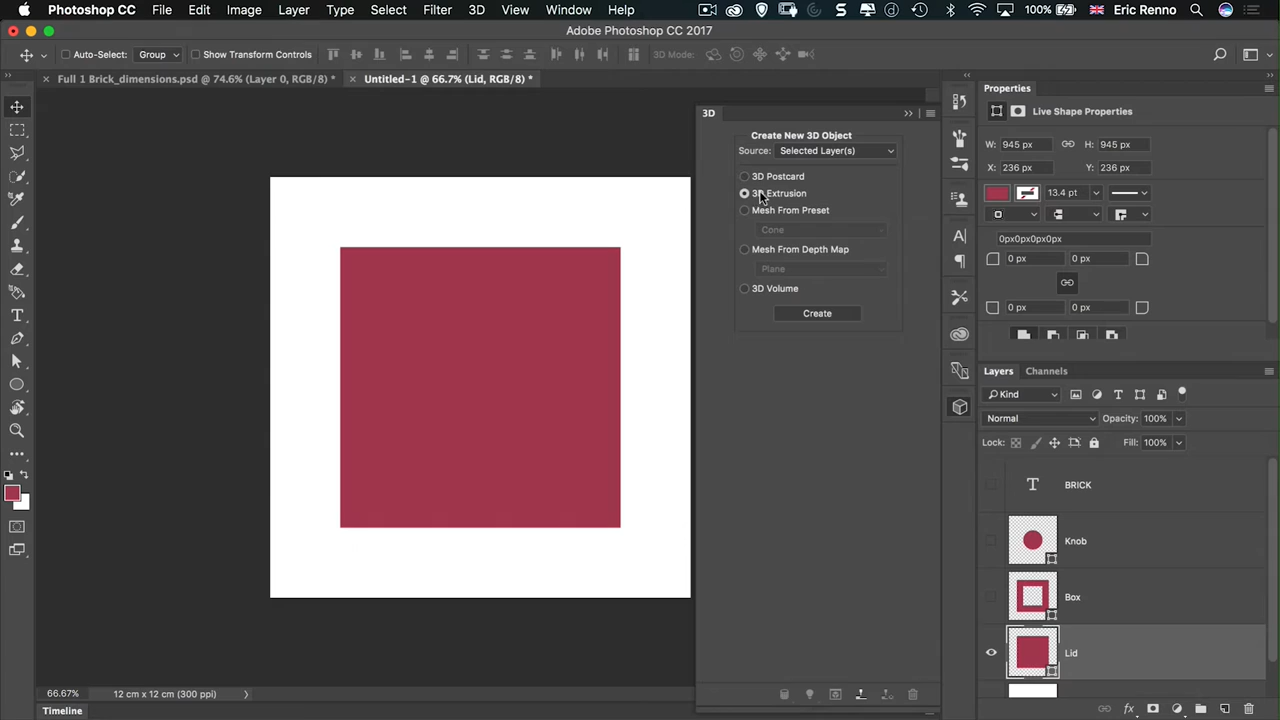 Photoshop CC File Edit Image Layer Type Select Filter 3D View Window Help 100% Eric Renno
Adobe Photoshop CC 2017
Auto-Select: Group Show Transform Controls 3D Mode:
Full 1 Brick_dimensions.psd @ 74.6% (Layer 0, RGB/8) * Untitled-1 @ 66.7% (Lid, RGB/8) *
3D
Create New 3D Object
Source: Selected Layer(s)
3D Postcard
3D Extrusion
Mesh From Preset
Cone
Mesh From Depth Map
Plane
3D Volume
Create
Properties
Live Shape Properties
W: 945 px H: 945 px
X: 236 px Y: 236 px
13.4 pt
0px0px0px0px
0 px 0 px
0 px 0 px
Layers Channels
Kind
Normal Opacity: 100%
Lock: Fill: 100%
T BRICK
Knob
Box
Lid
66.67% 12 cm x 12 cm (300 ppi)
Timeline